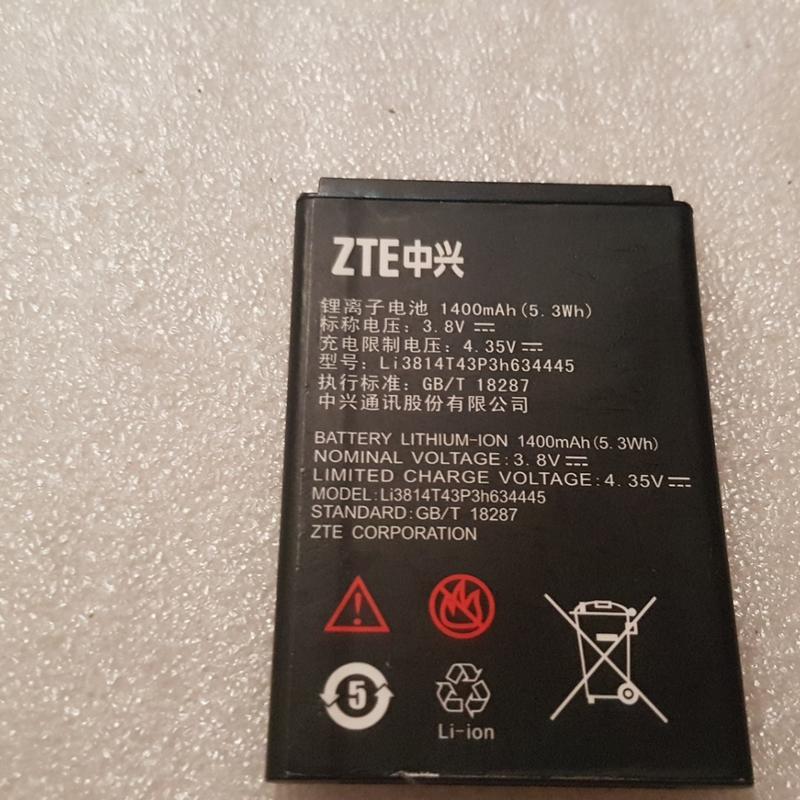 ZTE中兴
锂离子电池 1400mAh(5.3Wh)
标称电压: 3.8V
充电限制电压: 4.35V
型号: Li3814T43P3h634445
执行标准: GB/T 18287
中兴通讯股份有限公司
BATTERY LITHIUM-ION 1400mAh(5.3Wh)
NOMINAL VOLTAGE:3.8V
LIMITED CHARGE VOLTAGE:4.35V
MODEL:Li3814T43P3h634445
STANDARD:GB/T 18287
ZTE CORPORATION
5
Li-ion